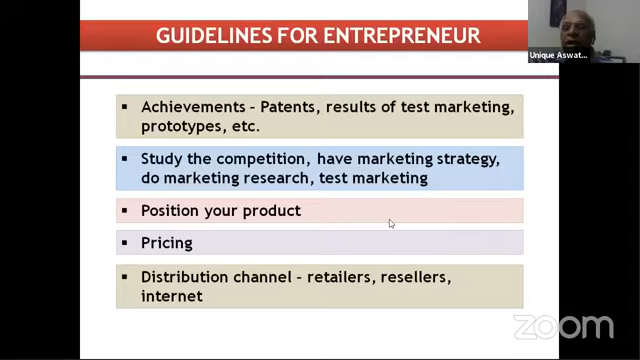 GUIDELINES FOR ENTREPRENEUR
Unique Aswat...
▪ Achievements – Patents, results of test marketing,
prototypes, etc.
▪ Study the competition, have marketing strategy,
do marketing research, test marketing
▪ Position your product
▪ Pricing
▪ Distribution channel – retailers, resellers,
internet
zoom